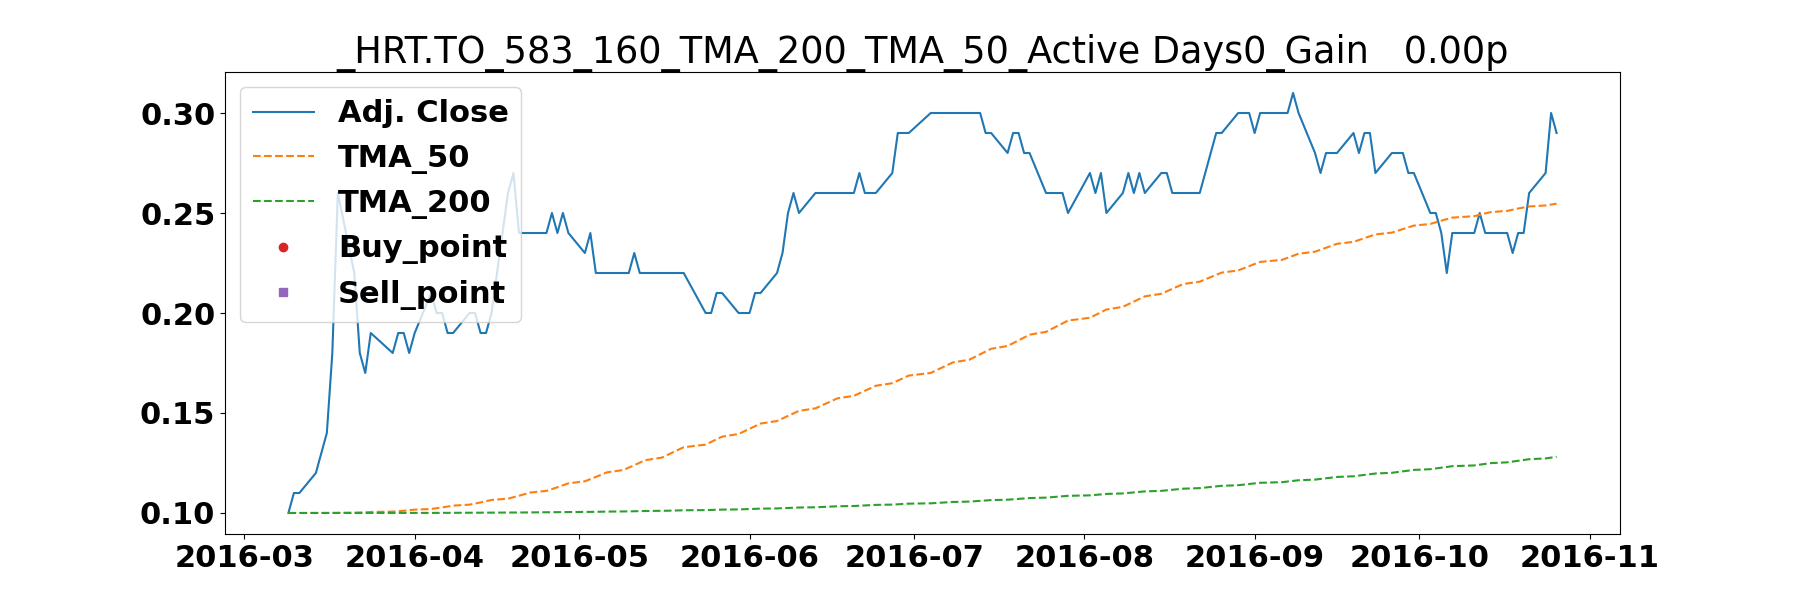 _HRT.TO_583_160_TMA_200_TMA_50_Active Days0_Gain   0.00p
Adj. Close
TMA_50
TMA_200
Buy_point
Sell_point
0.30
0.25
0.20
0.15
0.10
2016-03 2016-04 2016-05 2016-06 2016-07 2016-08 2016-09 2016-10 2016-11